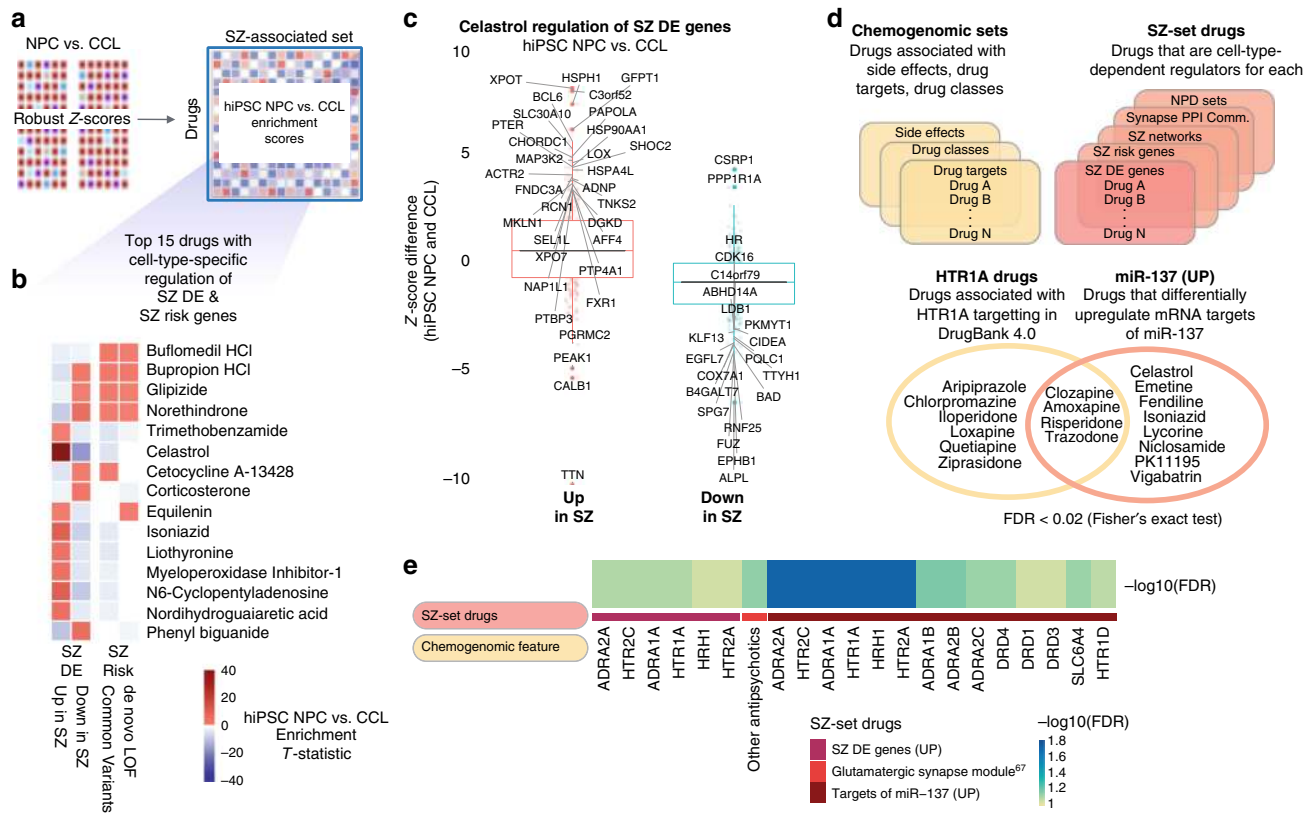 a
NPC vs. CCL
Robust Z-scores
SZ-associated set
Drugs
hiPSC NPC vs. CCL
enrichment
scores
Top 15 drugs with
cell-type-specific
regulation of
SZ DE &
SZ risk genes
b
Buflomedil HCl
Bupropion HCl
Glipizide
Norethindrone
Trimethobenzamide
Celastrol
Cetocycline A-13428
Corticosterone
Equilenin
Isoniazid
Liothyronine
Myeloperoxidase Inhibitor-1
N6-Cyclopentyladenosine
Nordihydroguaiaretic acid
Phenyl biguanide
SZ
DE
SZ
Risk
Up in SZ
Down in SZ
Common Variants
de novo LOF
40
20
0
−20
−40
hiPSC NPC vs. CCL
Enrichment
T-statistic
c
Celastrol regulation of SZ DE genes
hiPSC NPC vs. CCL
Z-score difference
(hiPSC NPC and CCL)
10
5
0
−5
−10
XPOT
HSPH1
GFPT1
BCL6
C3orf52
SLC30A10
PAPOLA
PTER
HSP90AA1
CHORDC1
SHOC2
MAP3K2
LOX
ACTR2
HSPA4L
FNDC3A
ADNP
RCN1
TNKS2
MKLN1
DGKD
SEL1L
AFF4
XPO7
PTP4A1
NAP1L1
FXR1
PTBP3
PGRMC2
PEAK1
CALB1
TTN
Up
in SZ
CSRP1
PPP1R1A
HR
CDK16
C14orf79
ABHD14A
LDB1
PKMYT1
KLF13
CIDEA
EGFL7
PQLC1
COX7A1
TTYH1
B4GALT7
BAD
SPG7
RNF25
FUZ
EPHB1
ALPL
Down
in SZ
d
Chemogenomic sets
Drugs associated with
side effects, drug
targets, drug classes
Side effects
Drug classes
Drug targets
Drug A
Drug B
.
.
.
Drug N
SZ-set drugs
Drugs that are cell-type-
dependent regulators for each
NPD sets
Synapse PPI Comm.
SZ networks
SZ risk genes
SZ DE genes
Drug A
Drug B
.
.
.
Drug N
HTR1A drugs
Drugs associated with
HTR1A targetting in
DrugBank 4.0
miR-137 (UP)
Drugs that differentially
upregulate mRNA targets
of miR-137
Aripiprazole
Chlorpromazine
Iloperidone
Loxapine
Quetiapine
Ziprasidone
Clozapine
Amoxapine
Risperidone
Trazodone
Celastrol
Emetine
Fendiline
Isoniazid
Lycorine
Niclosamide
PK11195
Vigabatrin
FDR < 0.02 (Fisher's exact test)
e
−log10(FDR)
SZ-set drugs
Chemogenomic feature
ADRA2A
HTR2C
ADRA1A
HTR1A
HRH1
HTR2A
Other antipsychotics
ADRA2A
HTR2C
ADRA1A
HTR1A
HRH1
HTR2A
ADRA1B
ADRA2B
ADRA2C
DRD4
DRD1
DRD3
SLC6A4
HTR1D
SZ-set drugs
SZ DE genes (UP)
Glutamatergic synapse module67
Targets of miR−137 (UP)
−log10(FDR)
1.8
1.6
1.4
1.2
1